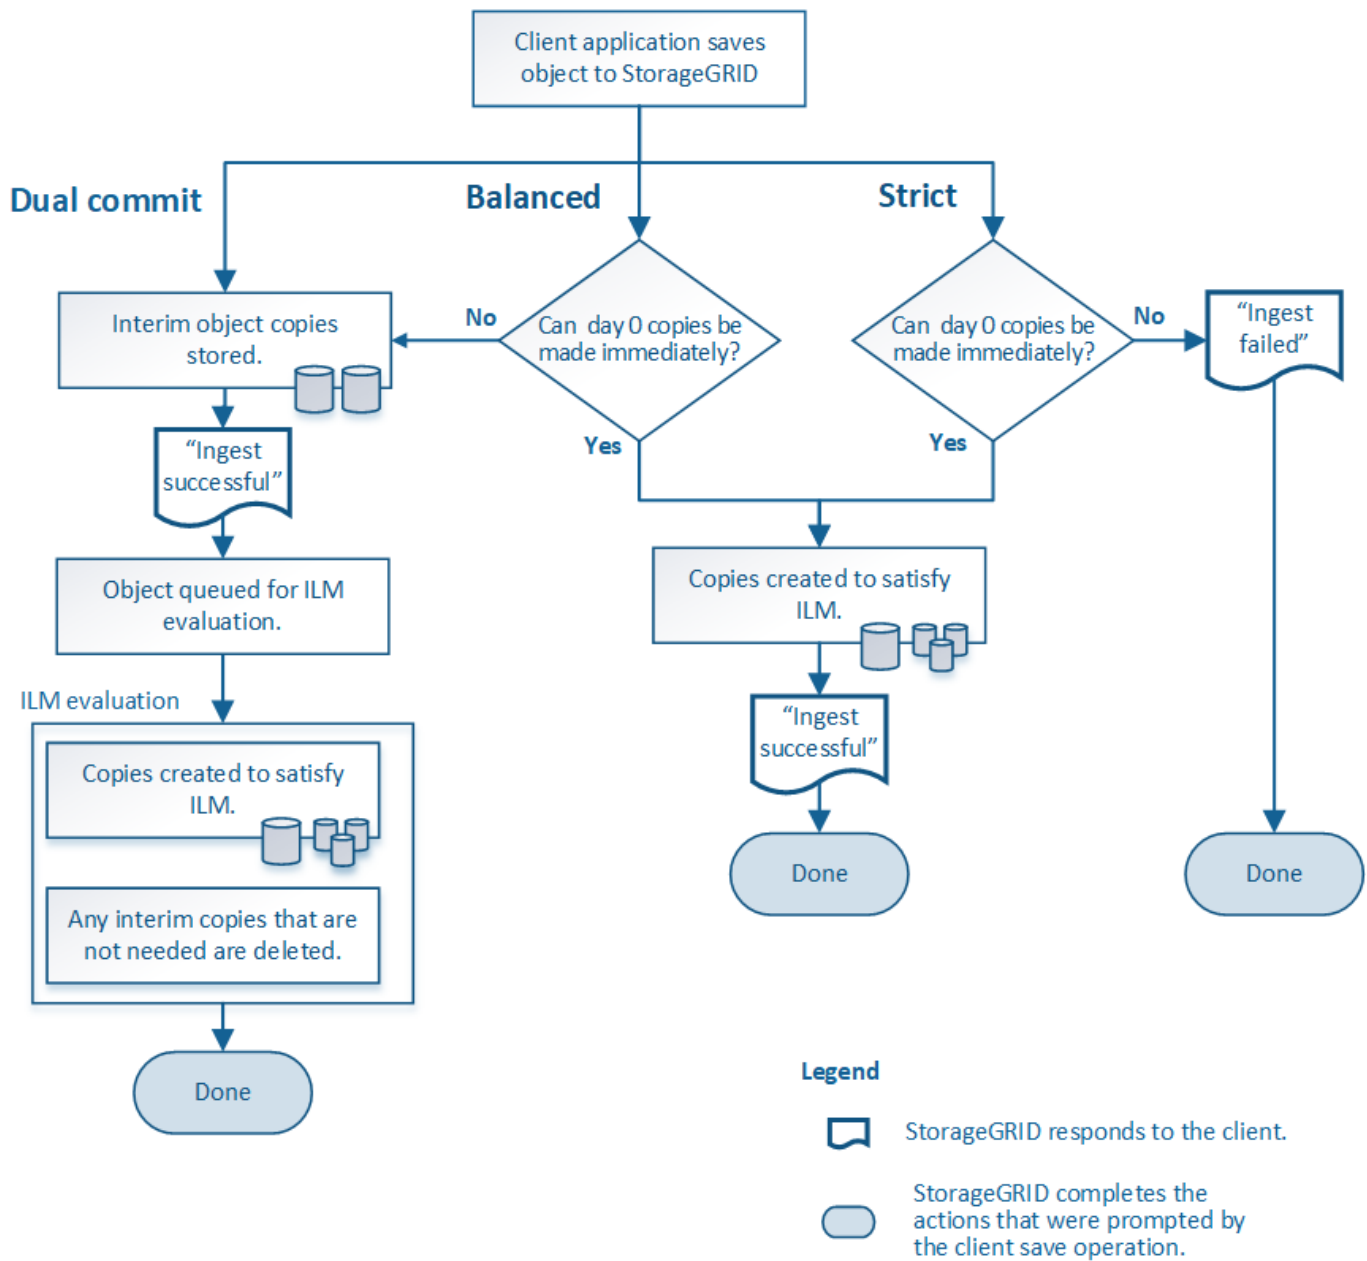 Client application saves
object to StorageGRID
Dual commit
Balanced
Strict
Interim object copies
stored.
No
Can day 0 copies be
made immediately?
Yes
Can day 0 copies be
made immediately?
No
Yes
“Ingest
failed”
“Ingest
successful”
Object queued for ILM
evaluation.
Copies created to satisfy
ILM.
ILM evaluation
“Ingest
successful”
Copies created to satisfy
ILM.
Any interim copies that are
not needed are deleted.
Done
Done
Done
Legend
StorageGRID responds to the client.
StorageGRID completes the
actions that were prompted by
the client save operation.